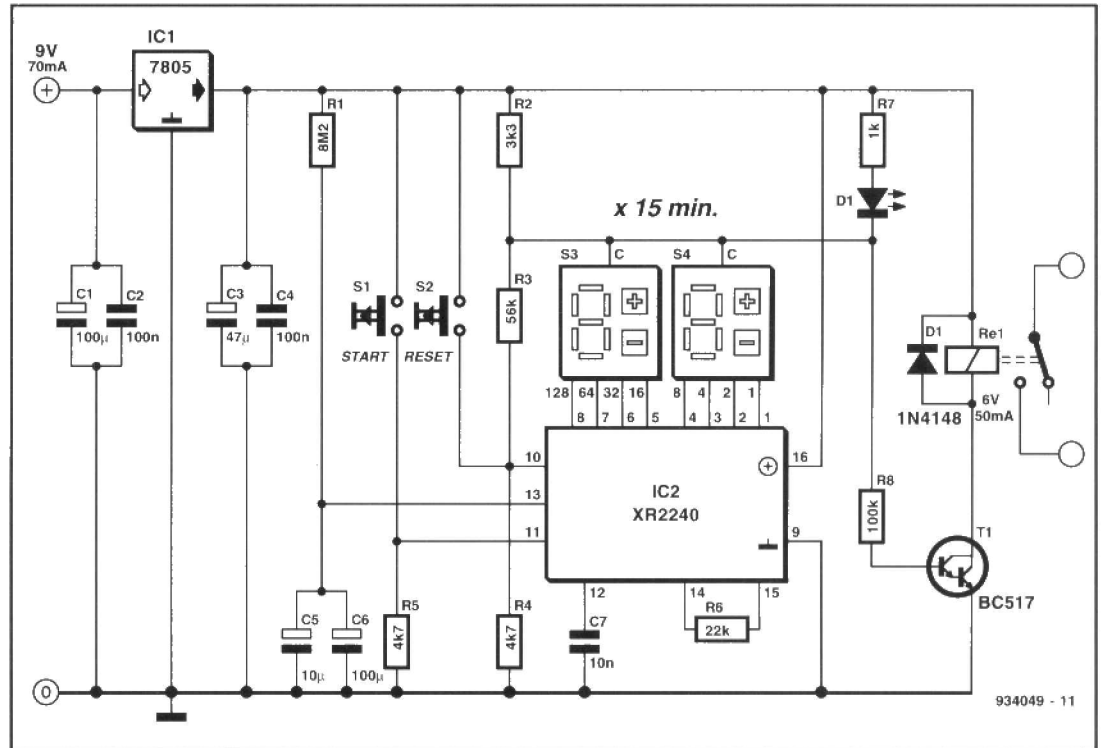 IC1
9V
70mA
7805
+
R1
8M2
R2
3k3
R7
1k
D1
x 15 min.
S3
C
S4
C
C1
100µ
C2
100n
C3
47µ
C4
100n
S1
START
S2
RESET
R3
56k
+
−
+
−
D1
1N4148
Re1
6V
50mA
128 64 32 16 8 4 2 1
8 7 6 5 4 3 2 1
10
13
11
IC2
XR2240
+
16
9
R8
100k
T1
BC517
12 14 15
C5
10µ
C6
100µ
R5
4k7
R4
4k7
C7
10n
R6
22k
0
934049 - 11